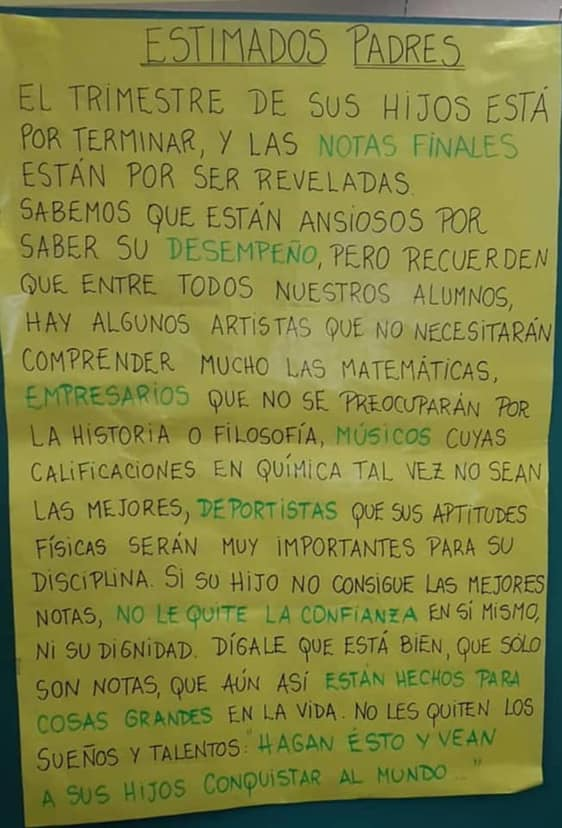 ESTIMADOS PADRES
EL TRIMESTRE DE SUS HIJOS ESTÁ
POR TERMINAR, Y LAS NOTAS FINALES
ESTÁN POR SER REVELADAS.
SABEMOS QUE ESTÁN ANSIOSOS POR
SABER SU DESEMPEÑO, PERO RECUERDEN
QUE ENTRE TODOS NUESTROS ALUMNOS,
HAY ALGUNOS ARTISTAS QUE NO NECESITARÁN
COMPRENDER MUCHO LAS MATEMÁTICAS,
EMPRESARIOS QUE NO SE PREOCUPARÁN POR
LA HISTORIA O FILOSOFÍA, MÚSICOS CUYAS
CALIFICACIONES EN QUÍMICA TAL VEZ NO SEAN
LAS MEJORES, DEPORTISTAS QUE SUS APTITUDES
FÍSICAS SERÁN MUY IMPORTANTES PARA SU
DISCIPLINA. SI SU HIJO NO CONSIGUE LAS MEJORES
NOTAS, NO LE QUITE LA CONFIANZA EN SÍ MISMO,
NI SU DIGNIDAD. DÍGALE QUE ESTÁ BIEN, QUE SÓLO
SON NOTAS, QUE AÚN ASÍ ESTÁN HECHOS PARA
COSAS GRANDES EN LA VIDA. NO LES QUITEN LOS
SUEÑOS Y TALENTOS: "HAGAN ÉSTO Y VEAN
A SUS HIJOS CONQUISTAR AL MUNDO..."